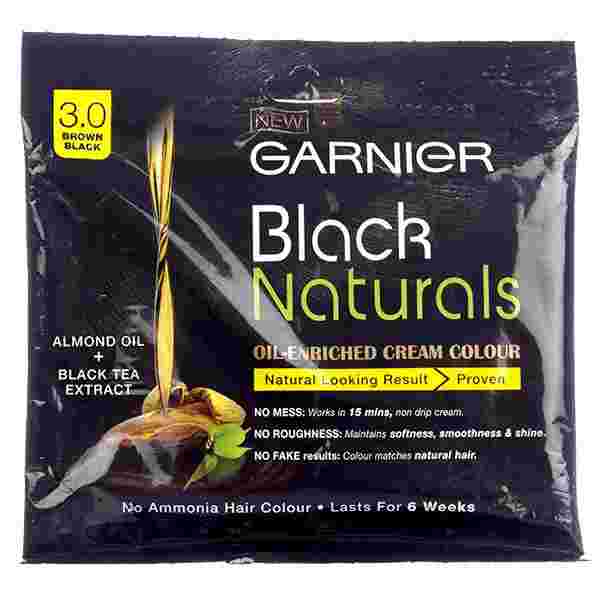 3.0
BROWN
BLACK
NEW
GARNIER
Black
Naturals
ALMOND OIL
+
BLACK TEA
EXTRACT
OIL-ENRICHED CREAM COLOUR
Natural Looking Result > Proven
NO MESS: Works in 15 mins, non drip cream.
NO ROUGHNESS: Maintains softness, smoothness & shine.
NO FAKE results: Colour matches natural hair.
No Ammonia Hair Colour • Lasts For 6 Weeks